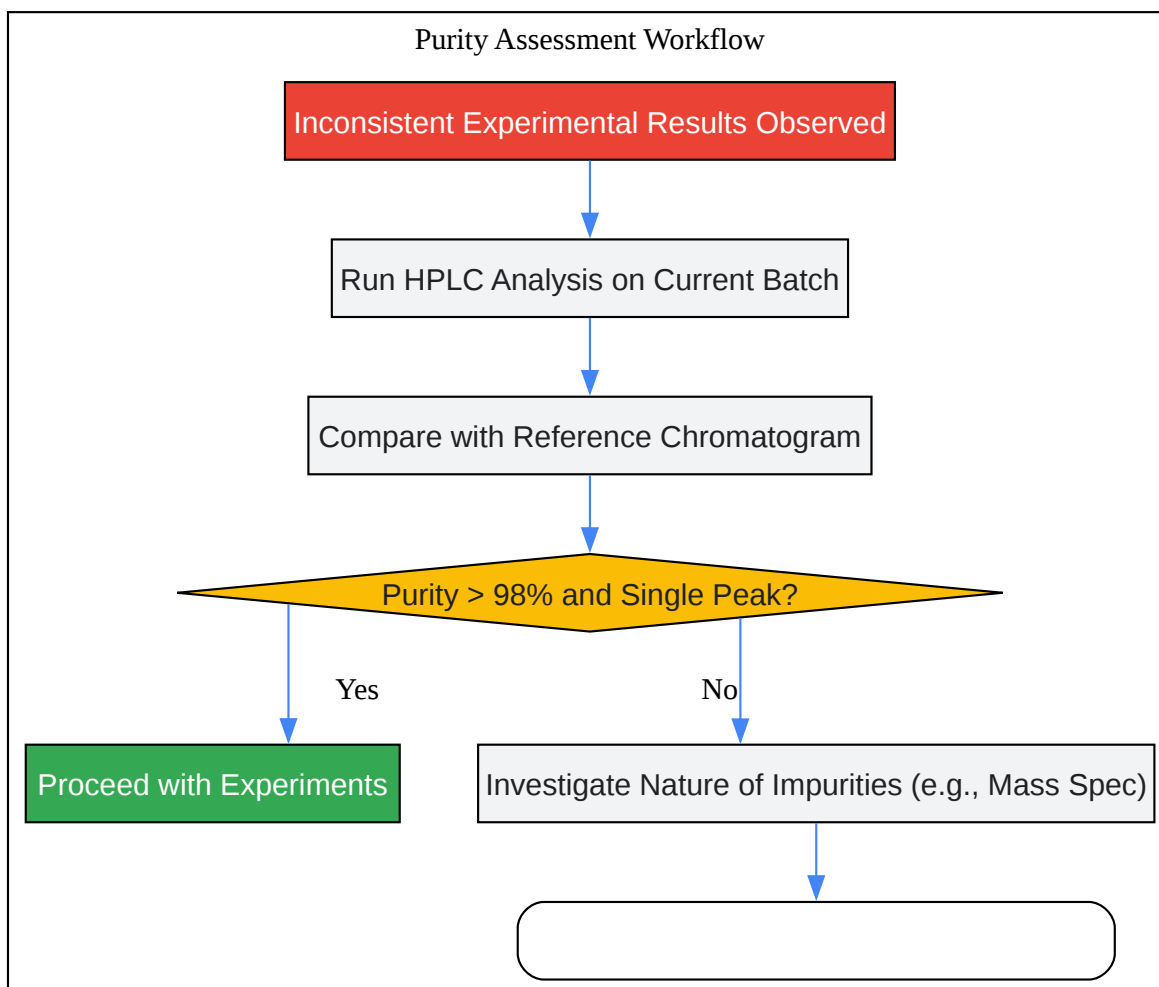 Purity Assessment Workflow
Inconsistent Experimental Results Observed
Run HPLC Analysis on Current Batch
Compare with Reference Chromatogram
Purity > 98% and Single Peak?
Yes
No
Proceed with Experiments
Investigate Nature of Impurities (e.g., Mass Spec)